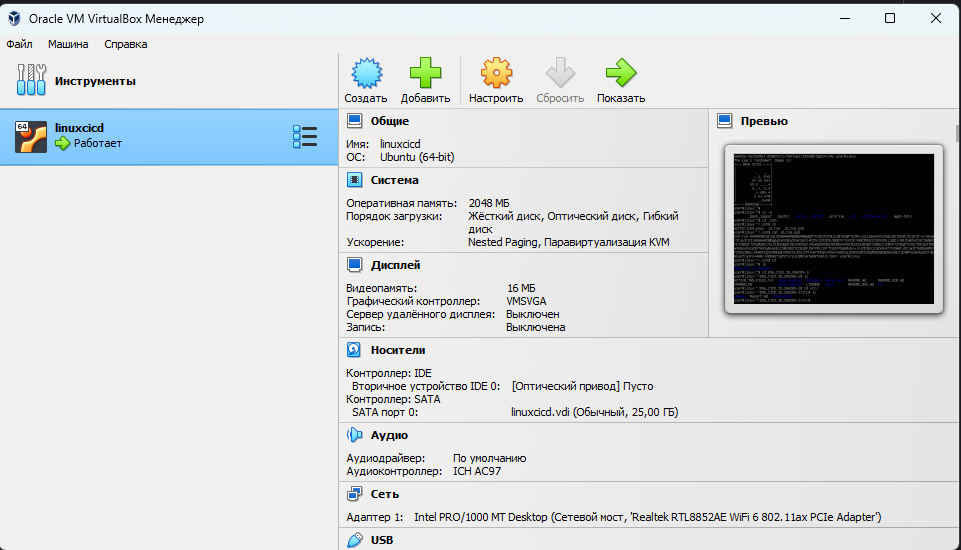 Oracle VM VirtualBox Менеджер
Файл Машина Справка
Инструменты
Создать Добавить Настроить Сбросить Показать
64
linuxcicd
Работает
Общие
Имя: linuxcicd
ОС: Ubuntu (64-bit)
Превью
Система
Оперативная память: 2048 МБ
Порядок загрузки: Жёсткий диск, Оптический диск, Гибкий
диск
Ускорение: Nested Paging, Паравиртуализация KVM
Дисплей
Видеопамять: 16 МБ
Графический контроллер: VMSVGA
Сервер удалённого дисплея: Выключен
Запись: Выключена
Носители
Контроллер: IDE
Вторичное устройство IDE 0: [Оптический привод] Пусто
Контроллер: SATA
SATA порт 0: linuxcicd.vdi (Обычный, 25,00 ГБ)
Аудио
Аудиодрайвер: По умолчанию
Аудиоконтроллер: ICH AC97
Сеть
Адаптер 1: Intel PRO/1000 MT Desktop (Сетевой мост, 'Realtek RTL8852AE WiFi 6 802.11ax PCIe Adapter')
USB